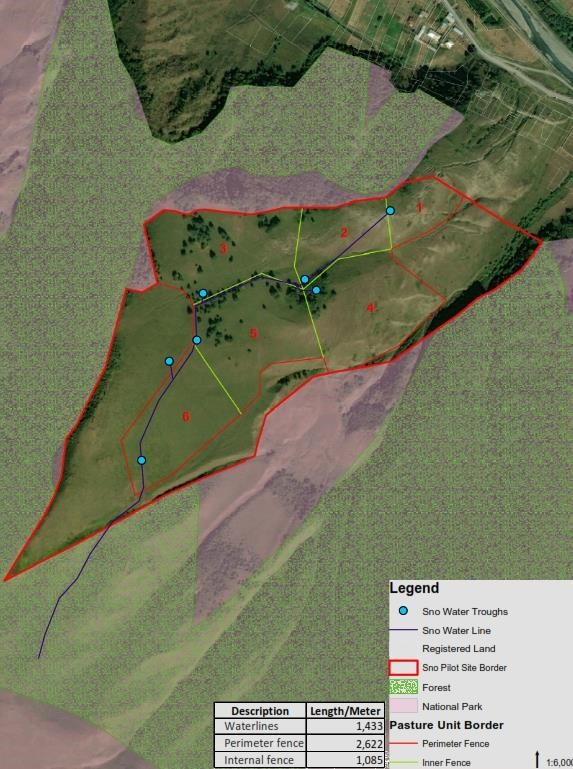 1
2
3
4
5
6
Legend
Sno Water Troughs
Sno Water Line
Registered Land
Sno Pilot Site Border
Forest
National Park
Pasture Unit Border
Perimeter Fence
Inner Fence
1:6,000
Description Length/Meter
Waterlines 1,433
Perimeter fence 2,622
Internal fence 1,085